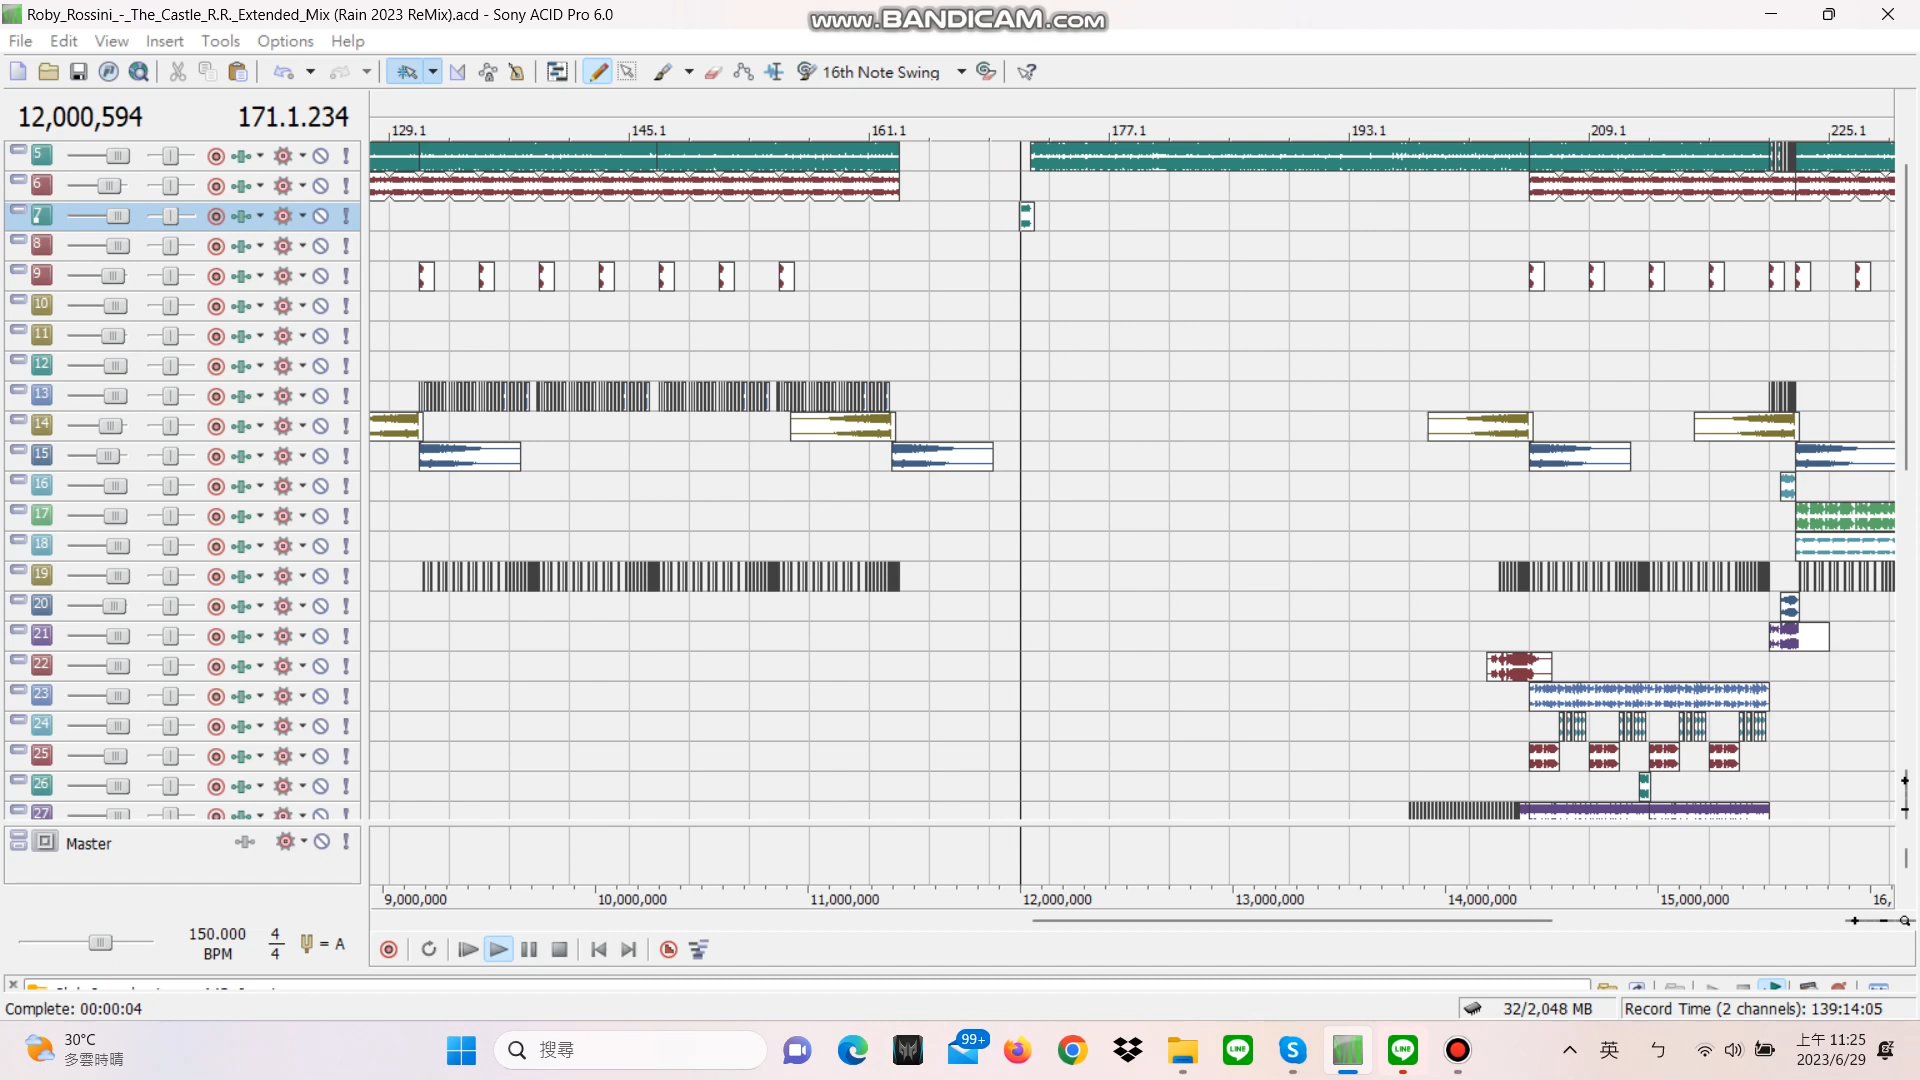 Roby_Rossini_-_The_Castle_R.R._Extended_Mix (Rain 2023 ReMix).acd - Sony ACID Pro 6.0
www.BANDICAM.com
File Edit View Insert Tools Options Help
16th Note Swing
12,000,594 171.1.234
129.1 145.1 161.1 177.1 193.1 209.1 225.1
5
6
7
8
9
10
11
12
13
14
15
16
17
18
19
20
21
22
23
24
25
26
27
Master
9,000,000 10,000,000 11,000,000 12,000,000 13,000,000 14,000,000 15,000,000 16,
150.000 4
BPM 4 = A
Complete: 00:00:04 32/2,048 MB Record Time (2 channels): 139:14:05
30°C
多雲時晴
搜尋
99+
LINE
LINE
英
ㄅ
上午 11:25
2023/6/29